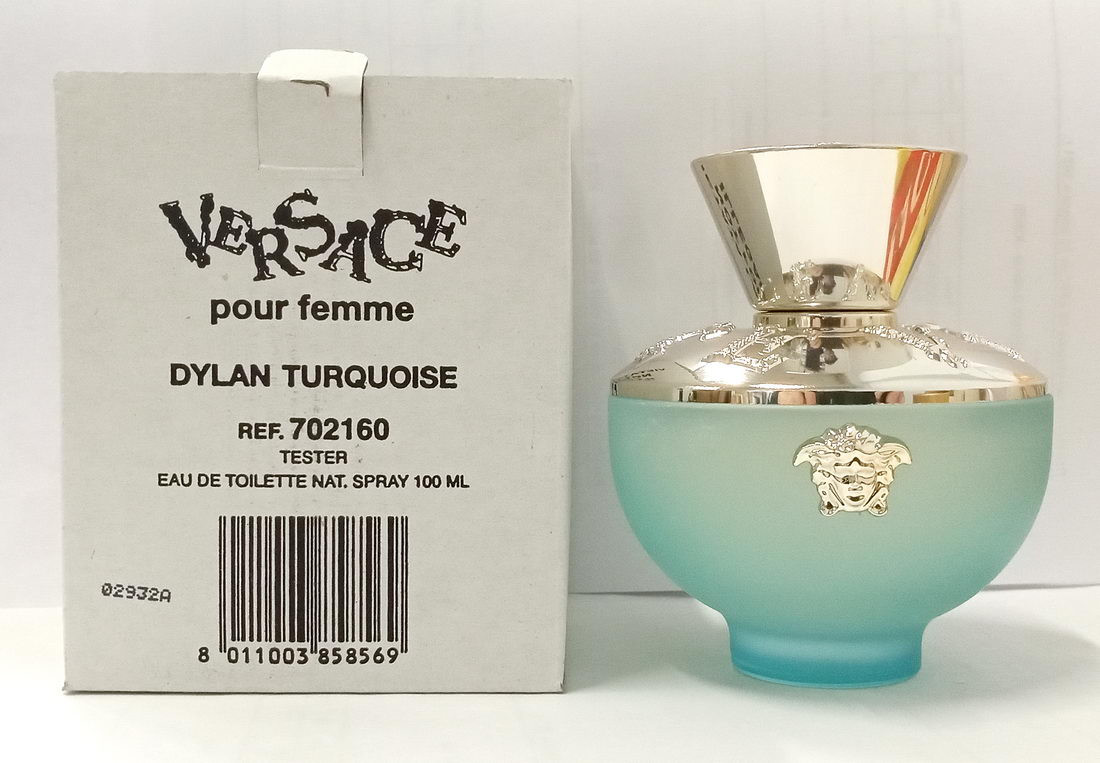 VERSACE
pour femme
DYLAN TURQUOISE
REF. 702160
TESTER
EAU DE TOILETTE NAT. SPRAY 100 ML
02932A
8 011003 858569